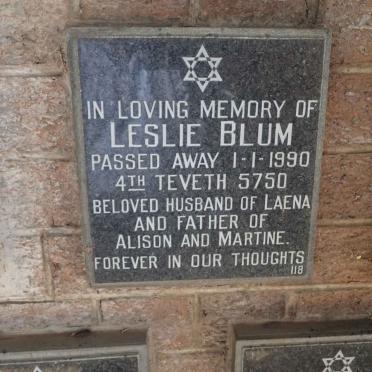 IN LOVING MEMORY OF
LESLIE BLUM
PASSED AWAY 1-1-1990
4TH TEVETH 5750
BELOVED HUSBAND OF LAENA
AND FATHER OF
ALISON AND MARTINE.
FOREVER IN OUR THOUGHTS
118